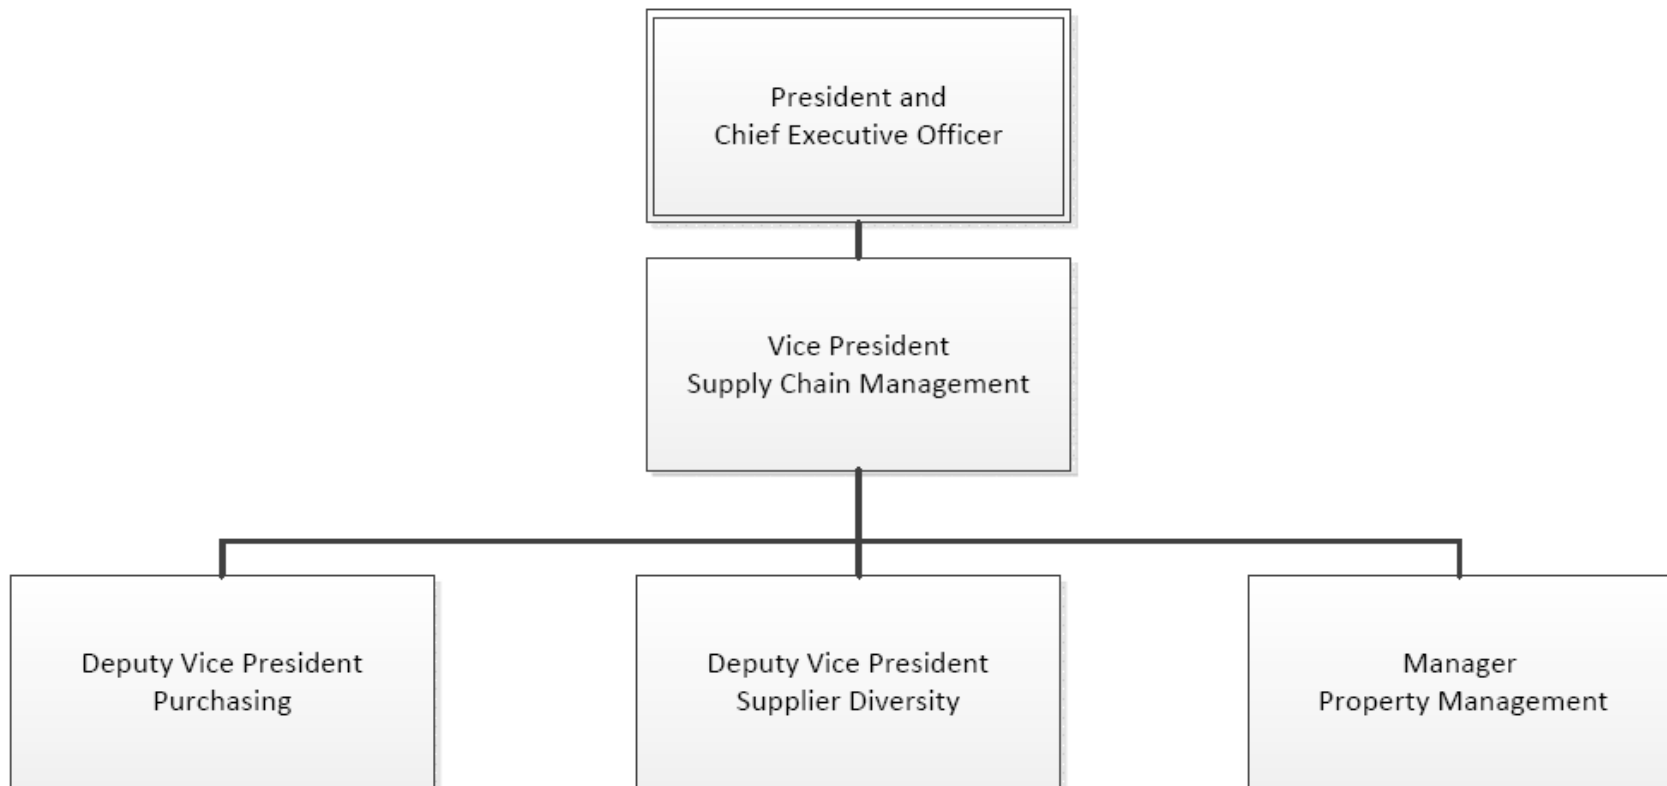 President and
Chief Executive Officer
Vice President
Supply Chain Management
Deputy Vice President
Purchasing
Deputy Vice President
Supplier Diversity
Manager
Property Management